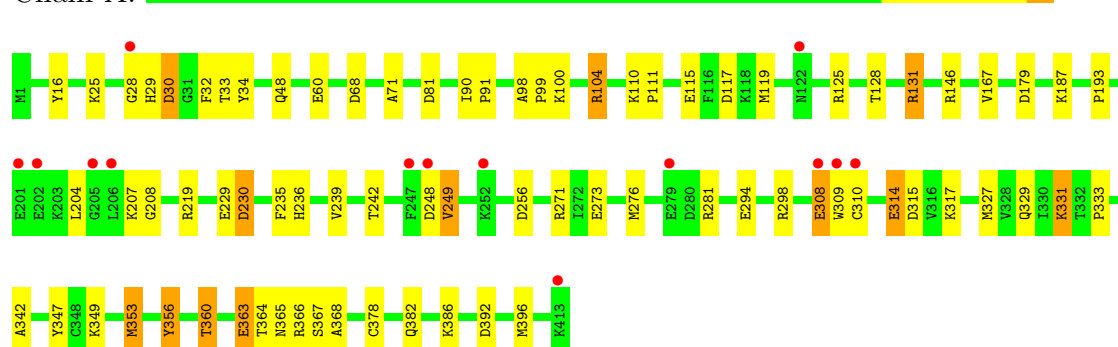 M1 Y16 K25 G28 H29 D30 G31 F32 T33 Y34 Q48 E60 D68 A71 D81 I90 P91 A98 P99 K100 R104 K110 P111 E115 F116 D117 K118 M119 N122 R125 T128 R131 R146 V167 D179 K187 P193
E201 E202 K203 L204 G205 L206 K207 G208 R219 E229 D230 F235 H236 V239 T242 F247 D248 V249 K252 D256 R271 I272 E273 M276 E279 D280 R281 E294 R298 E308 W309 C310 E314 D315 V316 K317 M327 V328 Q329 I330 K331 T332 P333
A342 Y347 C348 K349 M353 Y356 T360 E363 T364 N365 R366 S367 A368 C378 Q382 K386 D392 M396 K413